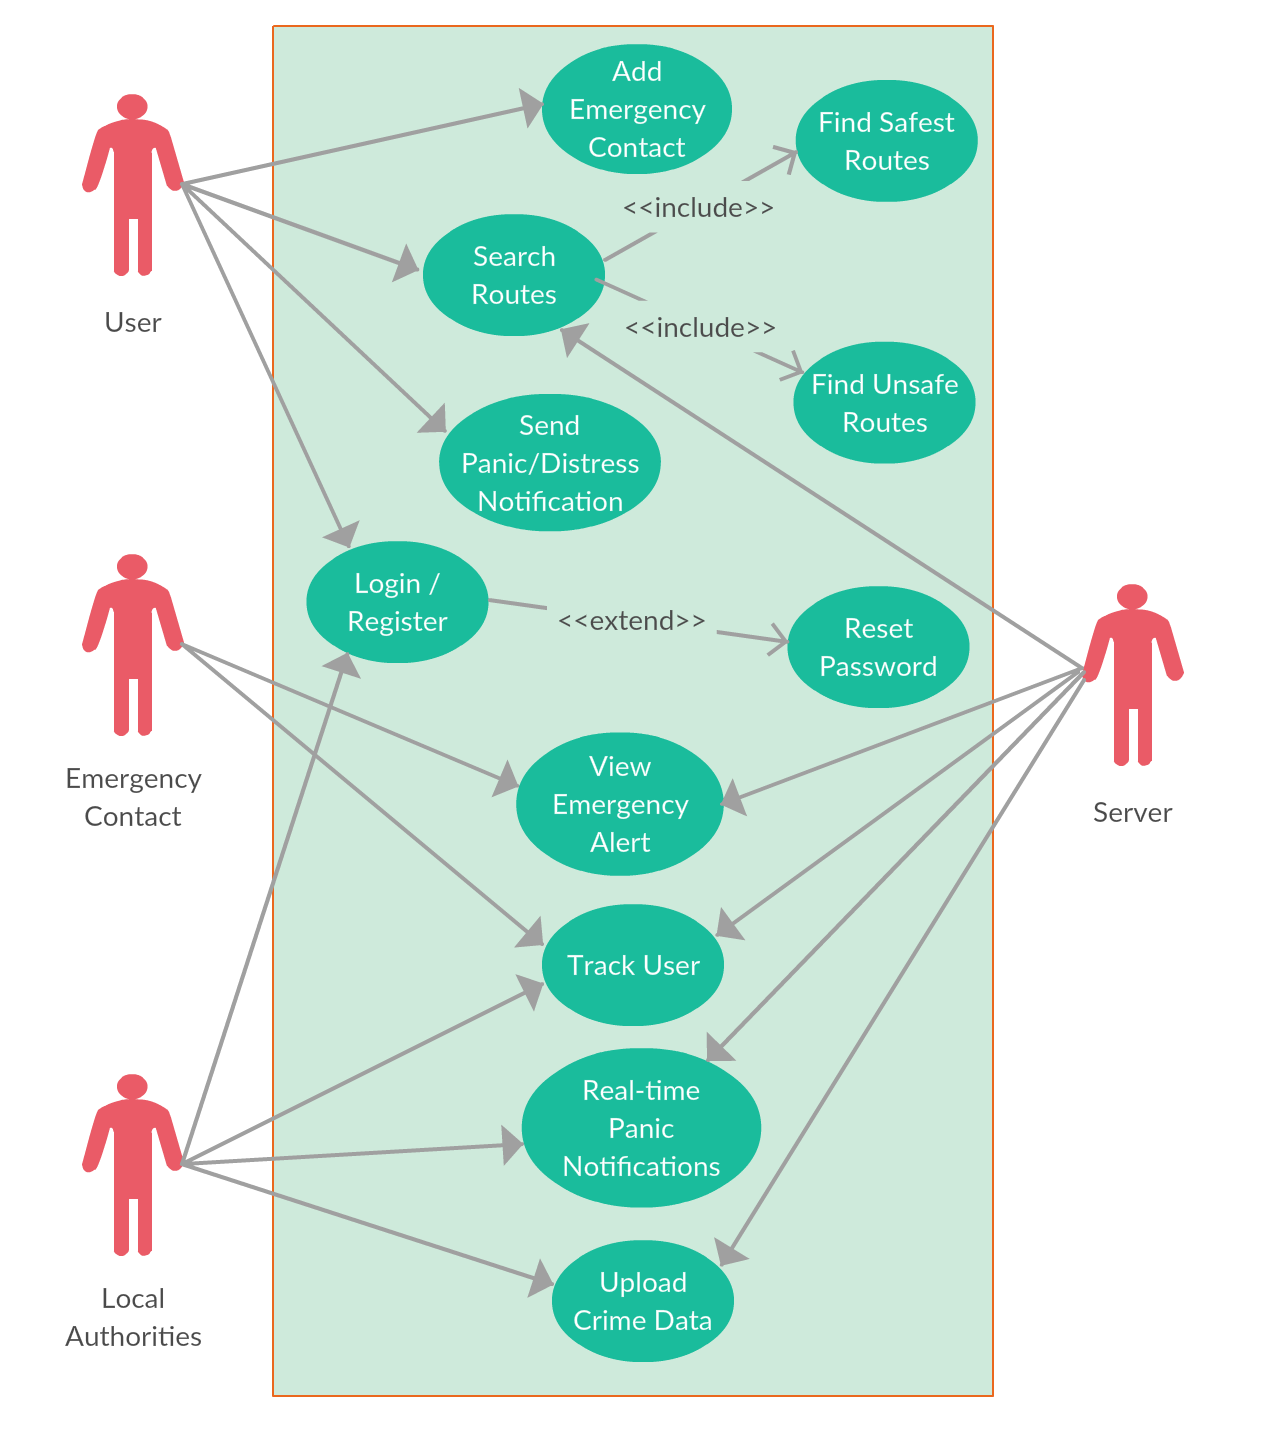 Add
Emergency
Contact
Find Safest
Routes
<<include>>
Search
Routes
User
<<include>>
Find Unsafe
Routes
Send
Panic/Distress
Notification
Login /
Register
<<extend>>
Reset
Password
Emergency
Contact
View
Emergency
Alert
Server
Track User
Real-time
Panic
Notifications
Local
Authorities
Upload
Crime Data